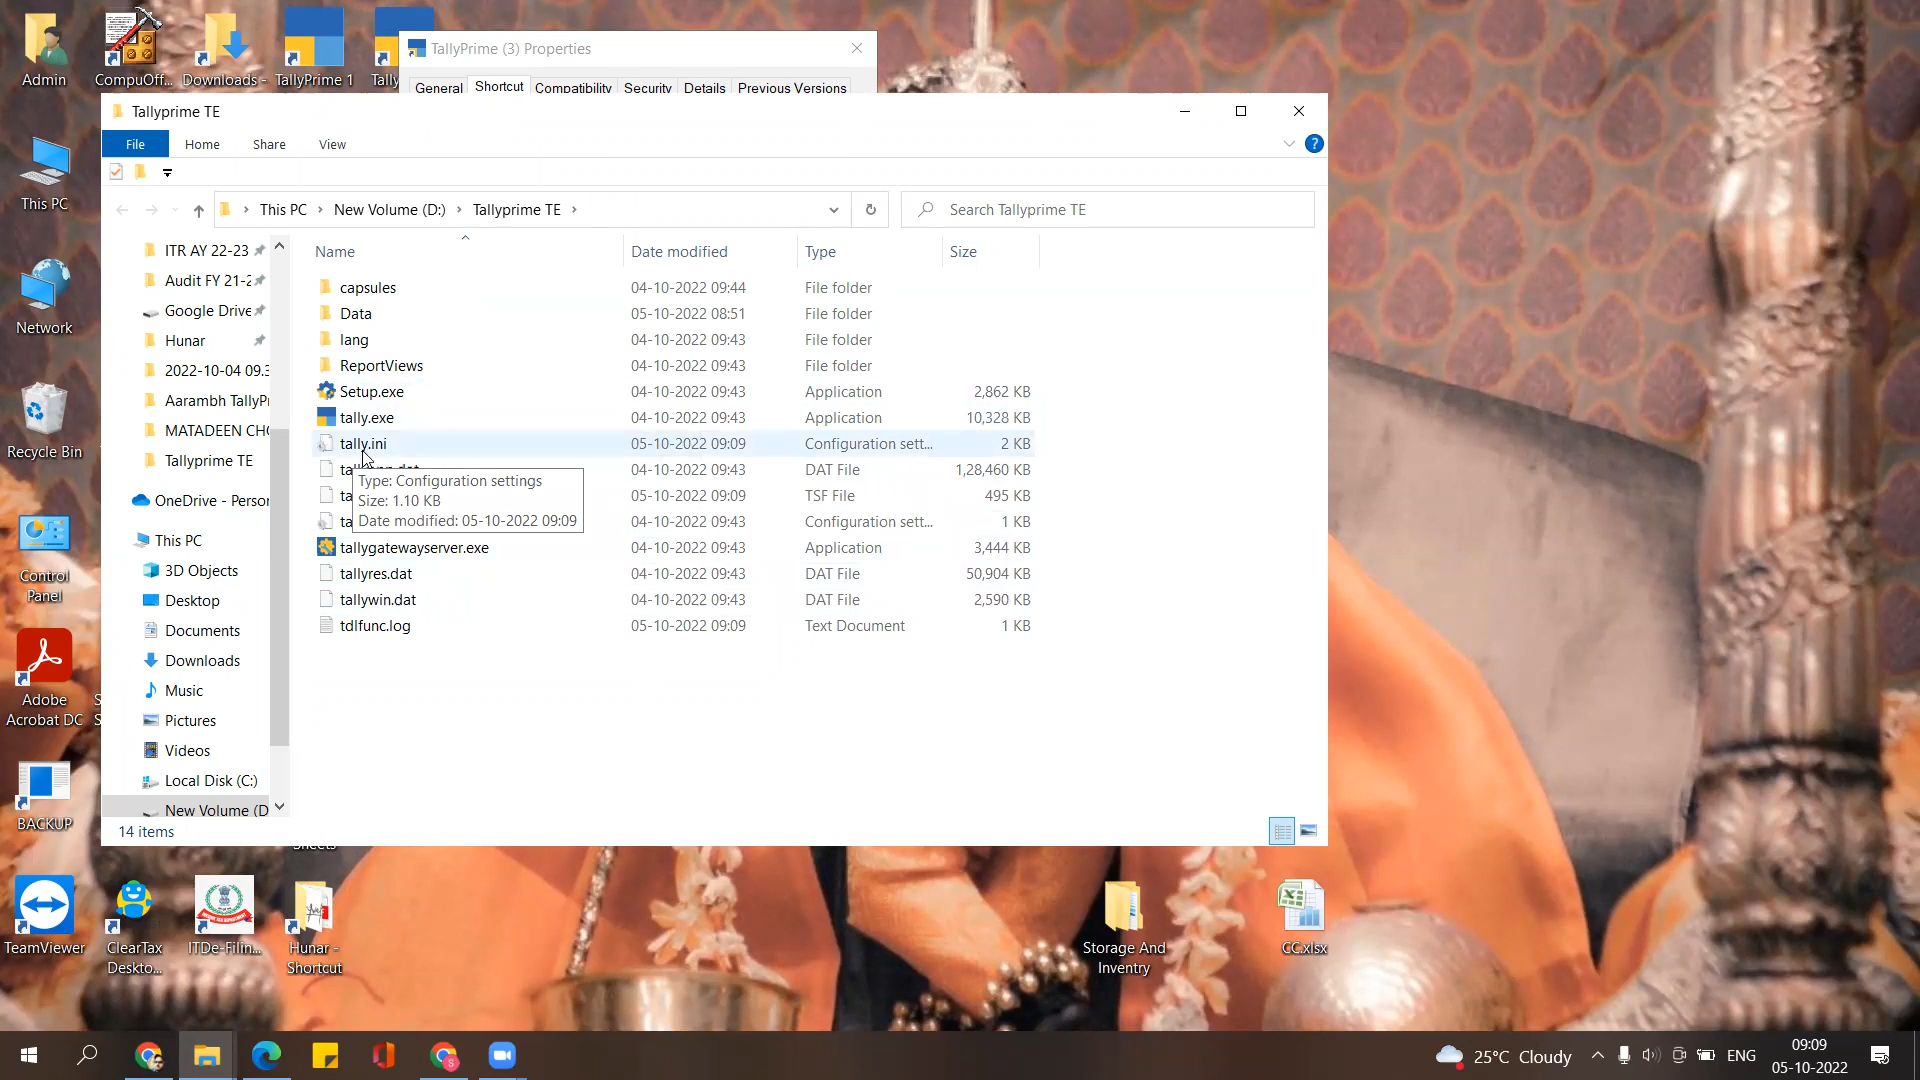 Admin
CompuOff...
Downloads -
TallyPrime 1
Tally
TallyPrime (3) Properties
General
Shortcut
Compatibility
Security
Details
Previous Versions
Tallyprime TE
File
Home
Share
View
This PC
New Volume (D:)
Tallyprime TE
Search Tallyprime TE
Name
Date modified
Type
Size
capsules 04-10-2022 09:44 File folder
Data 05-10-2022 08:51 File folder
lang 04-10-2022 09:43 File folder
ReportViews 04-10-2022 09:43 File folder
Setup.exe 04-10-2022 09:43 Application 2,862 KB
tally.exe 04-10-2022 09:43 Application 10,328 KB
tally.ini 05-10-2022 09:09 Configuration sett... 2 KB
04-10-2022 09:43 DAT File 1,28,460 KB
05-10-2022 09:09 TSF File 495 KB
04-10-2022 09:43 Configuration sett... 1 KB
tallygatewayserver.exe 04-10-2022 09:43 Application 3,444 KB
tallyres.dat 04-10-2022 09:43 DAT File 50,904 KB
tallywin.dat 04-10-2022 09:43 DAT File 2,590 KB
tdlfunc.log 05-10-2022 09:09 Text Document 1 KB
Type: Configuration settings
Size: 1.10 KB
Date modified: 05-10-2022 09:09
ITR AY 22-23
Audit FY 21-2
Google Drive
Hunar
2022-10-04 09.3
Aarambh TallyPr
MATADEEN CHO
Tallyprime TE
OneDrive - Person
This PC
3D Objects
Desktop
Documents
Downloads
Music
Pictures
Videos
Local Disk (C:)
New Volume (D
14 items
This PC
Network
Recycle Bin
Control
Panel
Adobe
Acrobat DC
S
S
BACKUP
Sheets
TeamViewer
ClearTax
Deskto...
ITDe-Filin...
Hunar -
Shortcut
Storage And
Inventry
CC.xlsx
25°C Cloudy
ENG
09:09
05-10-2022